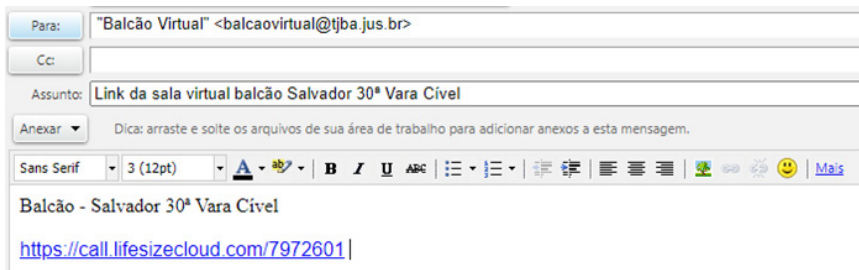 Para: "Balcão Virtual" <balcaovirtual@tjba.jus.br>
Cc:
Assunto: Link da sala virtual balcão Salvador 30ª Vara Cível
Anexar Dica: arraste e solte os arquivos de sua área de trabalho para adicionar anexos a esta mensagem.
Sans Serif 3 (12pt) A ab B I U ABC Mais
Balcão - Salvador 30ª Vara Cível
https://call.lifesizecloud.com/7972601